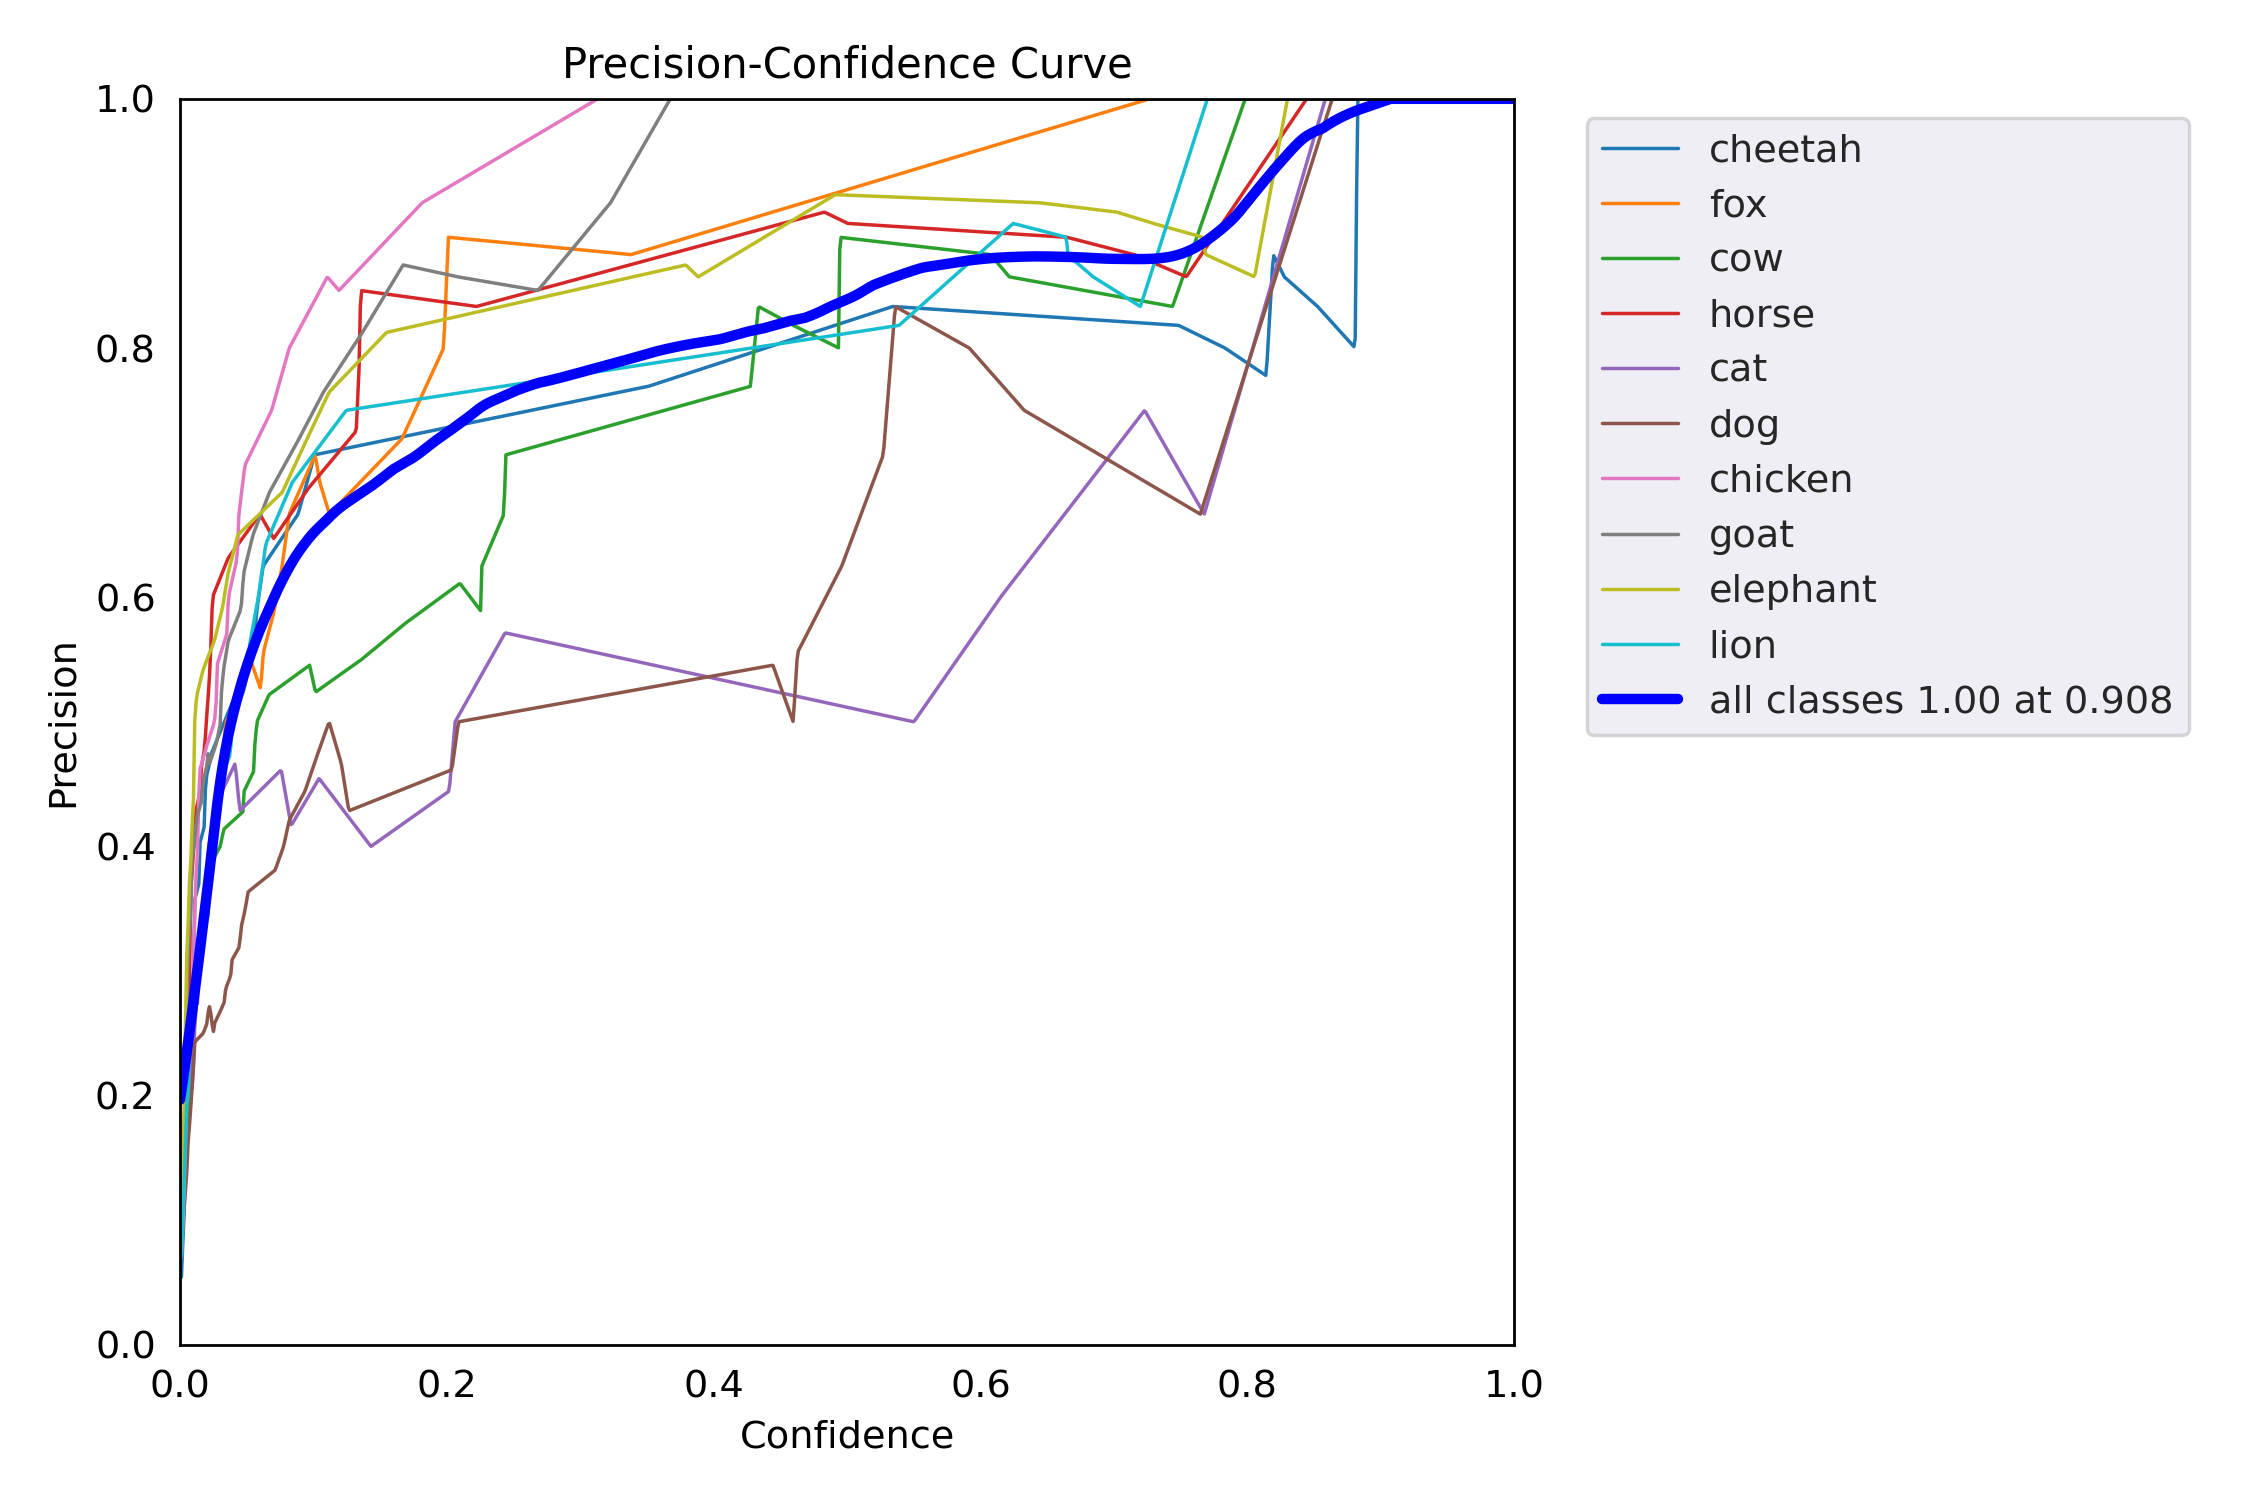 Precision-Confidence Curve
1.0
0.8
0.6
0.4
0.2
0.0
Precision
0.0 0.2 0.4 0.6 0.8 1.0
Confidence
cheetah
fox
cow
horse
cat
dog
chicken
goat
elephant
lion
all classes 1.00 at 0.908